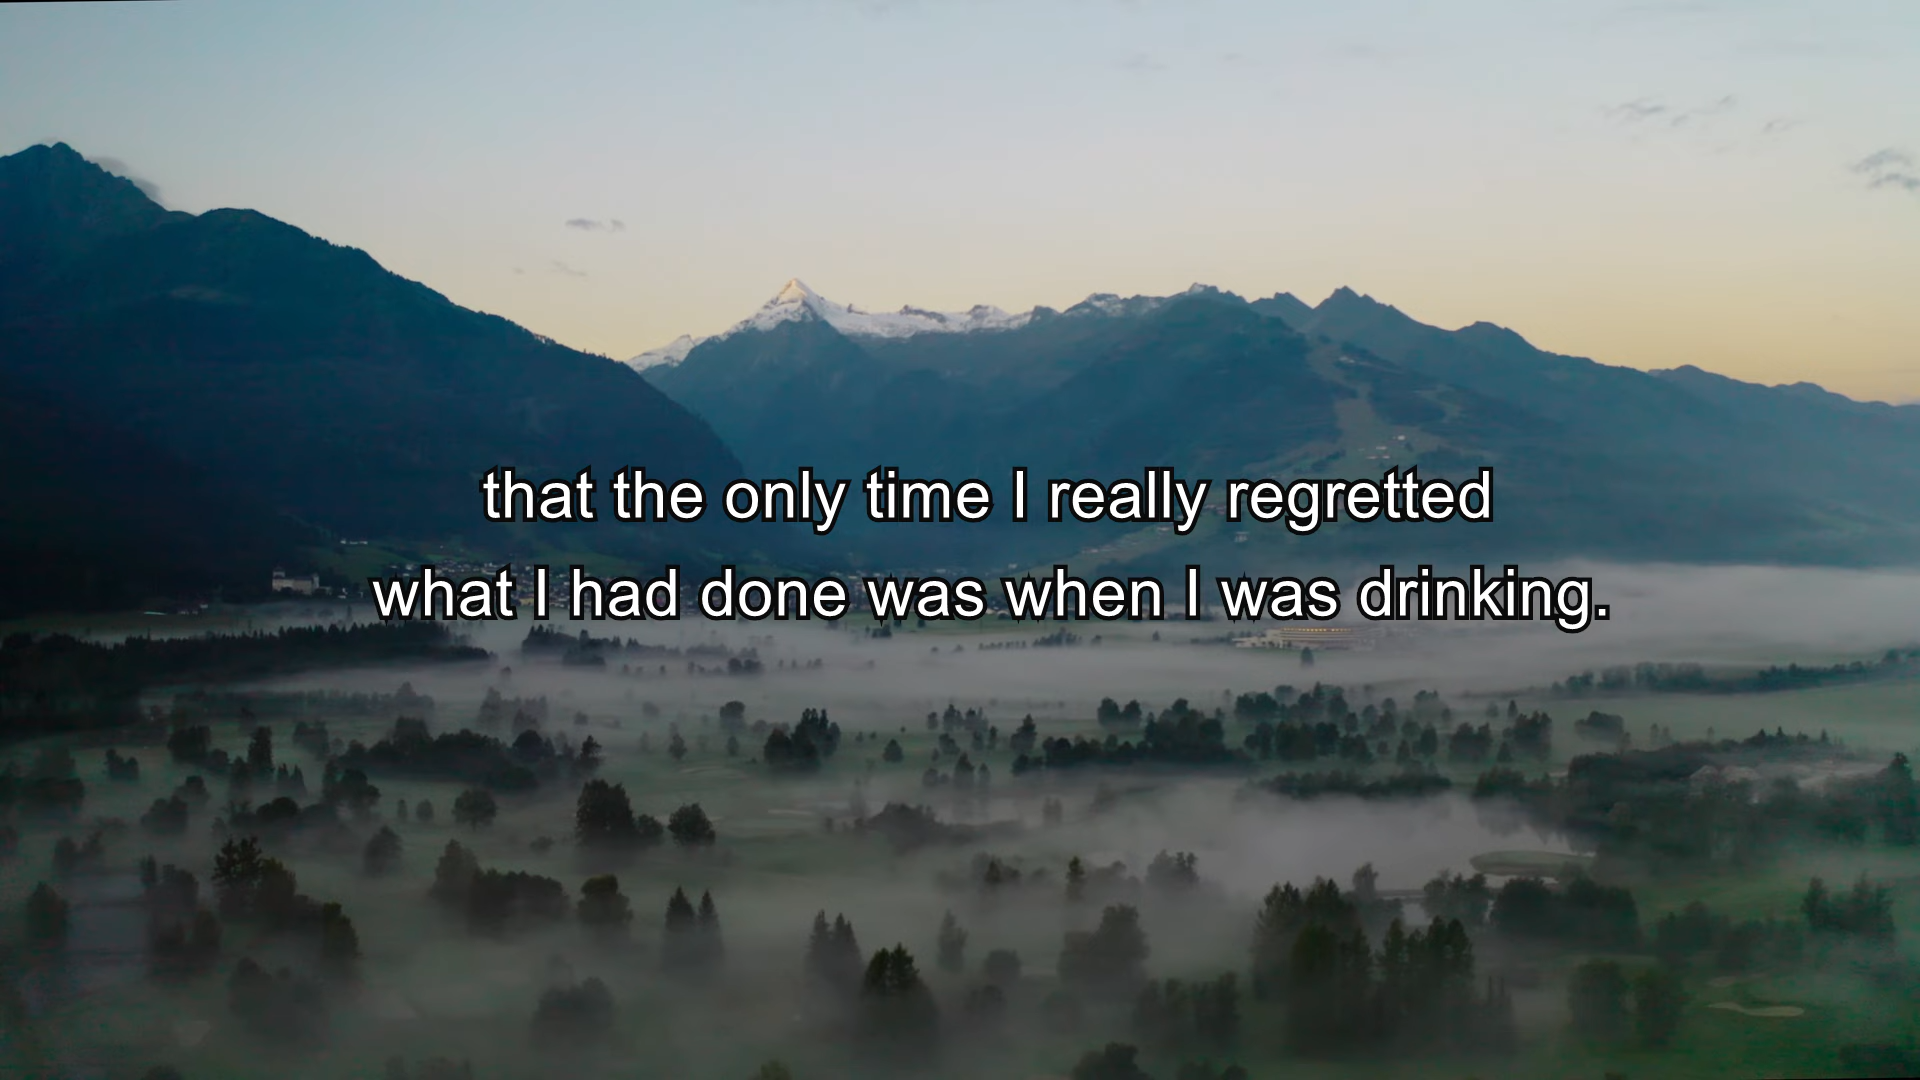 that the only time I really regretted
what I had done was when I was drinking.